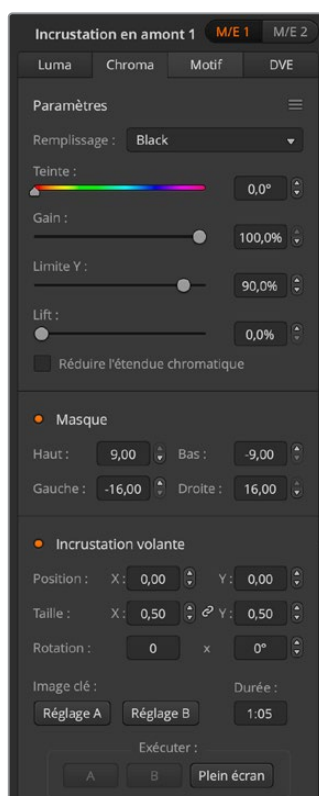 Incrustation en amont 1 M/E 1 M/E 2
Luma Chroma Motif DVE
Paramètres
Remplissage : Black
Teinte :
0,0°
Gain :
100,0%
Limite Y :
90,0%
Lift :
0,0%
Réduire l'étendue chromatique
Masque
Haut : 9,00 Bas : -9,00
Gauche : -16,00 Droite : 16,00
Incrustation volante
Position : X : 0,00 Y : 0,00
Taille : X : 0,50 Y : 0,50
Rotation : 0 x 0°
Image clé : Durée :
Réglage A Réglage B 1:05
Exécuter :
A B Plein écran